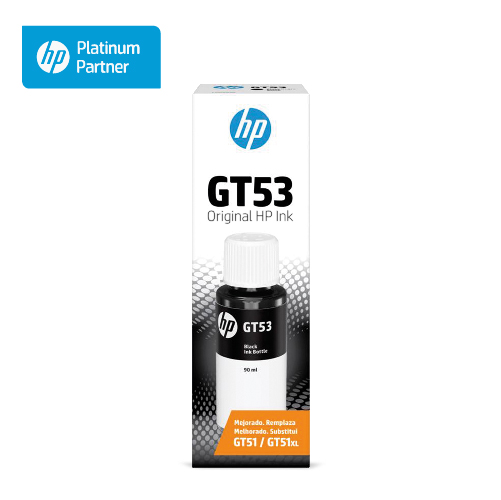 hp Platinum
Partner
GT53
hp
GT53
Original HP Ink
hp GT53
Black
Ink Bottle
90 ml
Mejorado. Remplaza
Melhorado. Substitui
GT51 / GT51XL